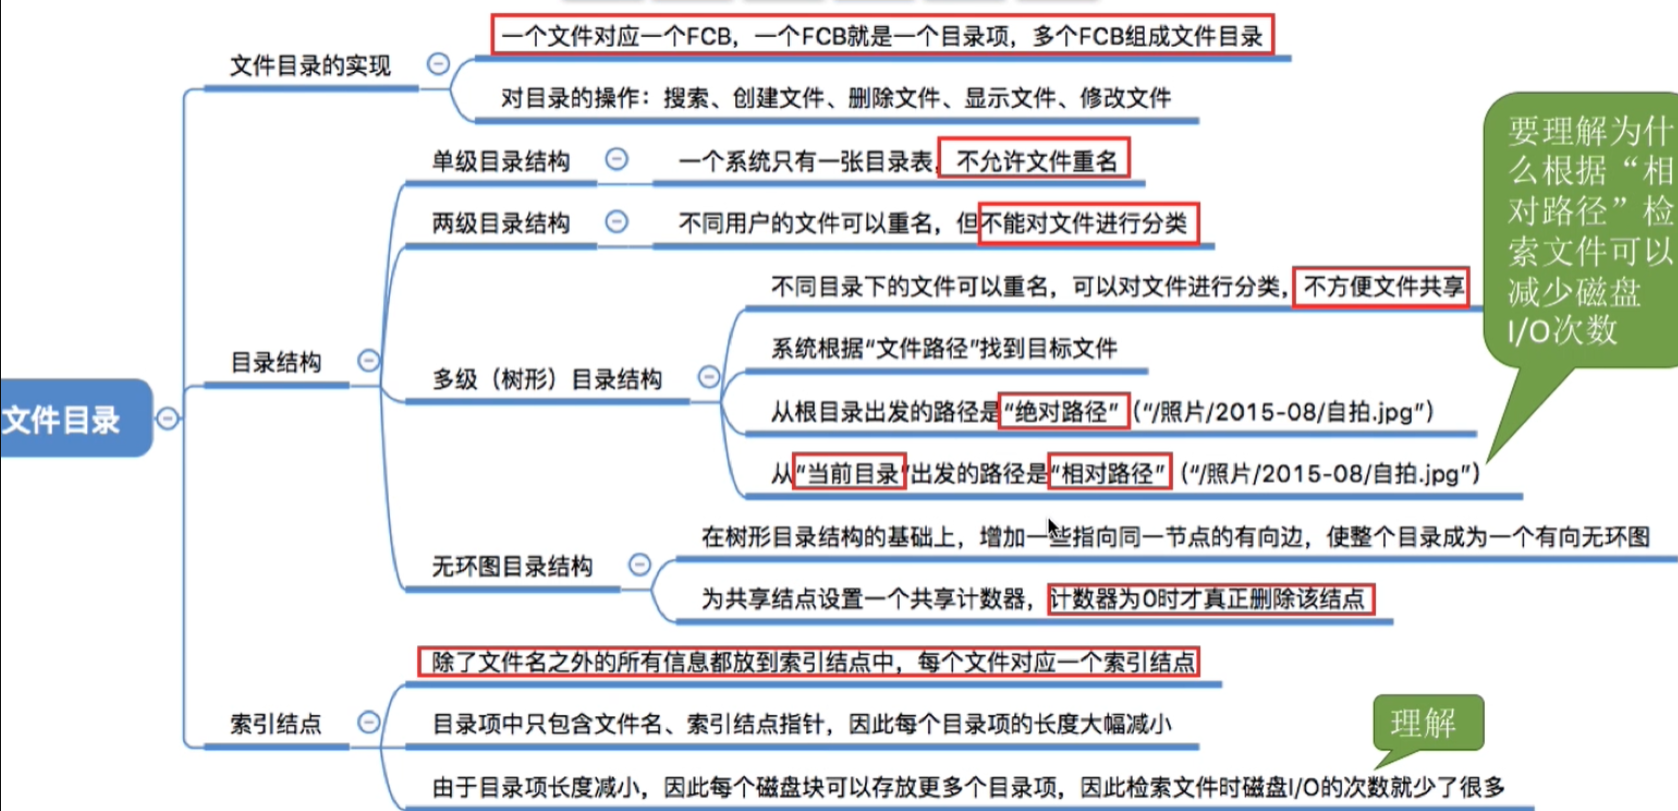 文件目录
文件目录的实现
一个文件对应一个FCB，一个FCB就是一个目录项，多个FCB组成文件目录
对目录的操作：搜索、创建文件、删除文件、显示文件、修改文件
目录结构
单级目录结构
一个系统只有一张目录表，不允许文件重名
两级目录结构
不同用户的文件可以重名，但不能对文件进行分类
多级（树形）目录结构
不同目录下的文件可以重名，可以对文件进行分类，不方便文件共享
系统根据“文件路径”找到目标文件
从根目录出发的路径是“绝对路径”（“/照片/2015-08/自拍.jpg”）
从“当前目录”出发的路径是“相对路径”（“/照片/2015-08/自拍.jpg”）
无环图目录结构
在树形目录结构的基础上，增加一些指向同一节点的有向边，使整个目录成为一个有向无环图
为共享结点设置一个共享计数器，计数器为0时才真正删除该结点
索引结点
除了文件名之外的所有信息都放到索引结点中，每个文件对应一个索引结点
目录项中只包含文件名、索引结点指针，因此每个目录项的长度大幅减小
由于目录项长度减小，因此每个磁盘块可以存放更多个目录项，因此检索文件时磁盘I/O的次数就少了很多
要理解为什
么根据“相
对路径”检
索文件可以
减少磁盘
I/O次数
理解